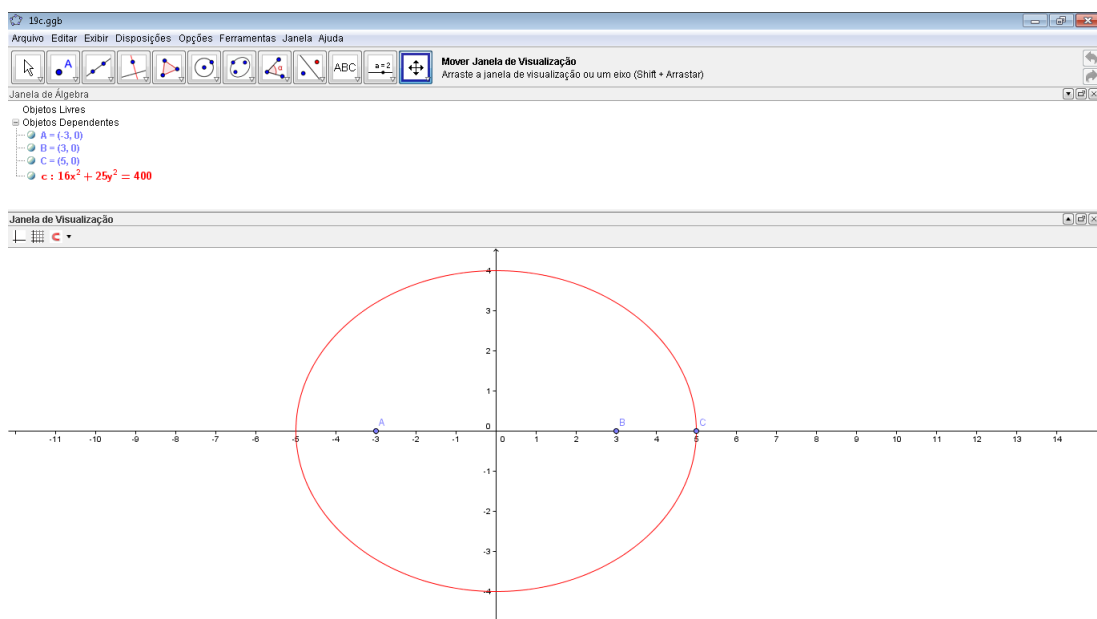 19c.ggb
Arquivo Editar Exibir Disposições Opções Ferramentas Janela Ajuda
A
α
ABC
a=2
Mover Janela de Visualização
Arraste a janela de visualização ou um eixo (Shift + Arrastar)
Janela de Álgebra
Objetos Livres
Objetos Dependentes
A = (-3, 0)
B = (3, 0)
C = (5, 0)
c : 16x² + 25y² = 400
Janela de Visualização
4
3
2
1
0
A
B
C
-11 -10 -9 -8 -7 -6 -5 -4 -3 -2 -1 0 1 2 3 4 5 6 7 8 9 10 11 12 13 14
-1
-2
-3
-4